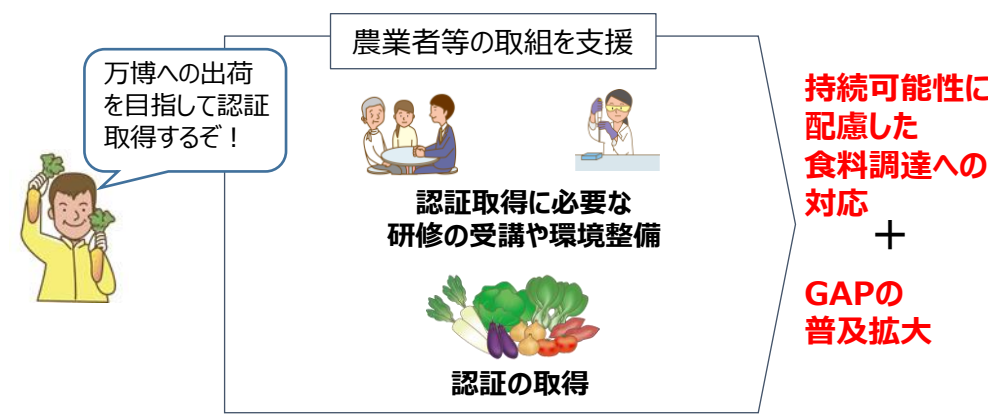 農業者等の取組を支援
万博への出荷
を目指して認証
取得するぞ！
認証取得に必要な
研修の受講や環境整備
認証の取得
持続可能性に
配慮した
食料調達への
対応
＋
GAPの
普及拡大